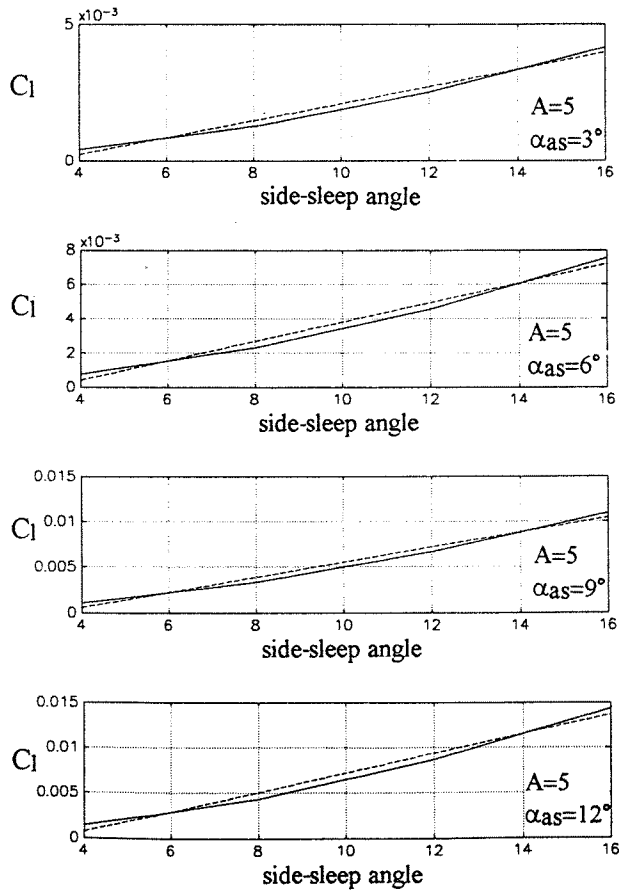 5 x10⁻³
C₁
0
4 6 8 10 12 14 16
A=5
αas=3°
side-sleep angle
8 x10⁻³
6
C₁
4
2
0
4 6 8 10 12 14 16
A=5
αas=6°
side-sleep angle
0.015
C₁ 0.01
0.005
0
4 6 8 10 12 14 16
A=5
αas=9°
side-sleep angle
0.015
0.01
C₁
0.005
0
4 6 8 10 12 14 16
A=5
αas=12°
side-sleep angle